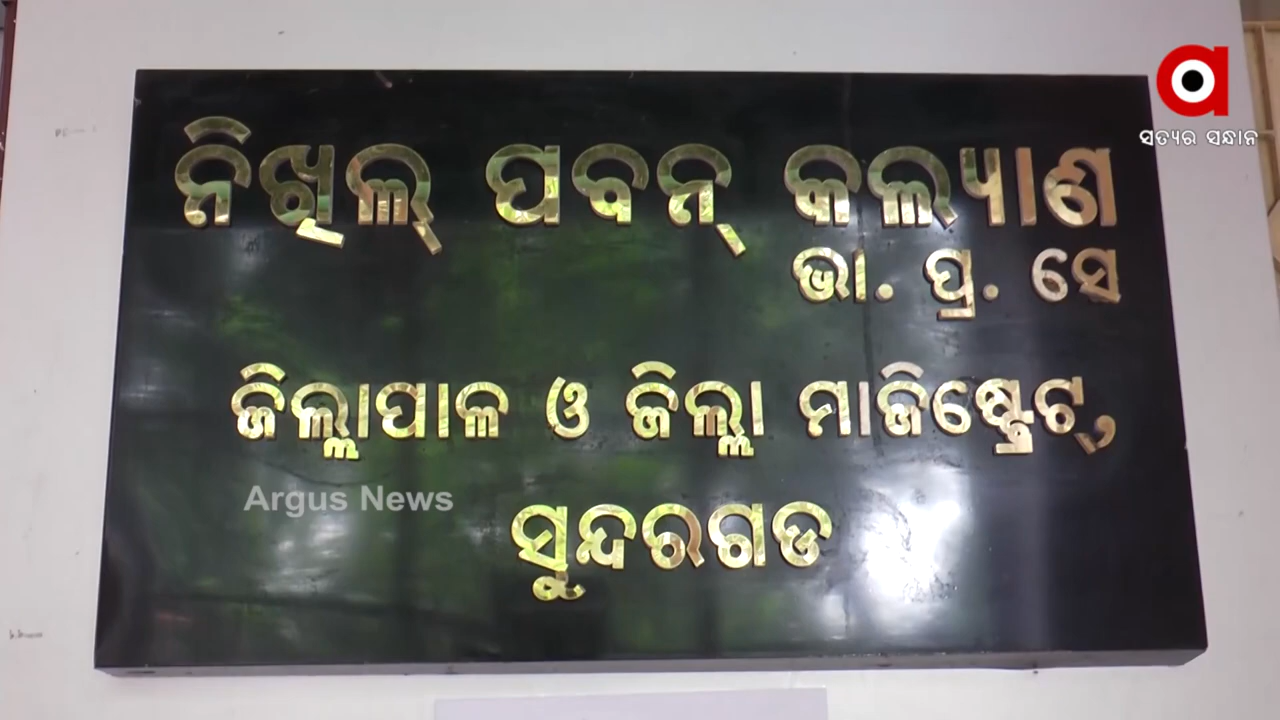 ସତ୍ୟର ସନ୍ଧାନ
ନିଖିଲ୍ ପବନ୍ କଲ୍ୟାଣ
ଭା. ପ୍ର. ସେ
ଜିଲ୍ଲାପାଳ ଓ ଜିଲ୍ଲା ମାଜିଷ୍ଟ୍ରେଟ୍,
Argus News
ସୁନ୍ଦରଗଡ